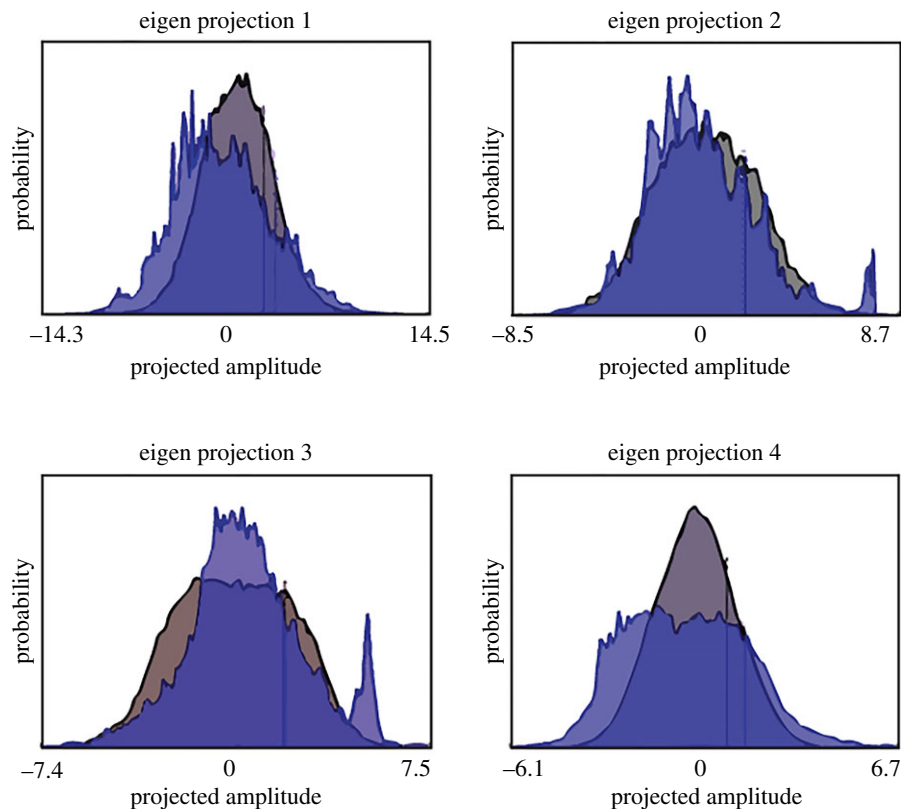 eigen projection 1
probability
–14.3 0 14.5
projected amplitude
eigen projection 2
probability
–8.5 0 8.7
projected amplitude
eigen projection 3
probability
–7.4 0 7.5
projected amplitude
eigen projection 4
probability
–6.1 0 6.7
projected amplitude